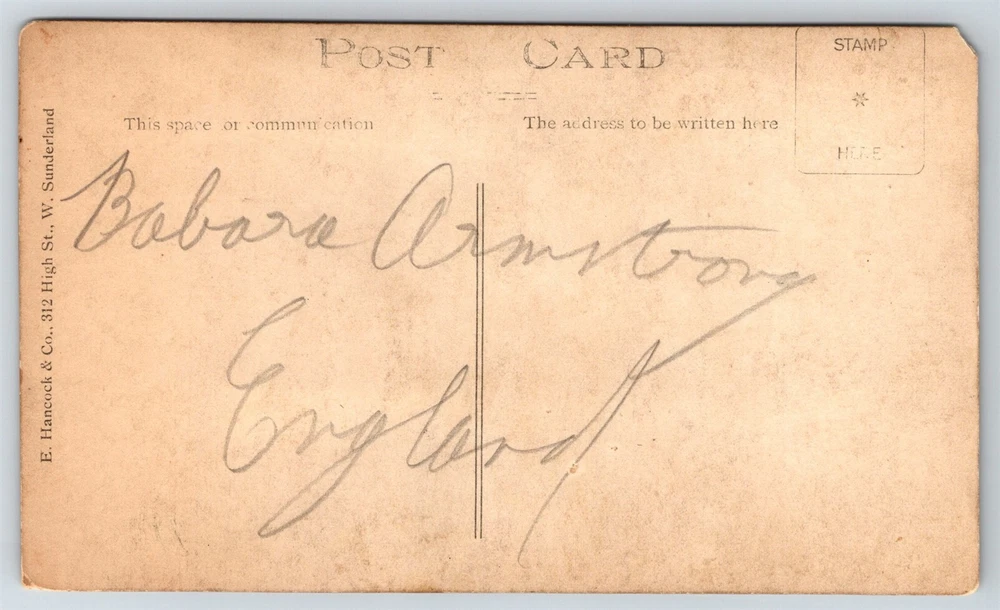 POST CARD
STAMP
HERE
This space for communication
The address to be written here
E. Hancock & Co., 312 High St., W. Sunderland
Babara Armstrong
England